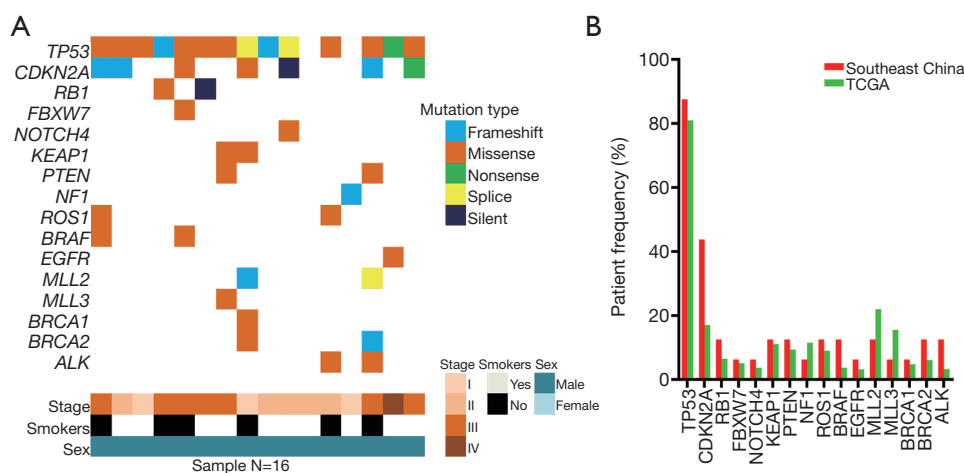 A
TP53
CDKN2A
RB1
FBXW7
NOTCH4
KEAP1
PTEN
NF1
ROS1
BRAF
EGFR
MLL2
MLL3
BRCA1
BRCA2
ALK
Stage
Smokers
Sex
Sample N=16
Mutation type
Frameshift
Missense
Nonsense
Splice
Silent
Stage Smokers Sex
I Yes Male
II No Female
III
IV
B
Patient frequency (%)
100
80
60
40
20
0
Southeast China
TCGA
TP53
CDKN2A
RB1
FBXW7
NOTCH4
KEAP1
PTEN
NF1
ROS1
BRAF
EGFR
MLL2
MLL3
BRCA1
BRCA2
ALK